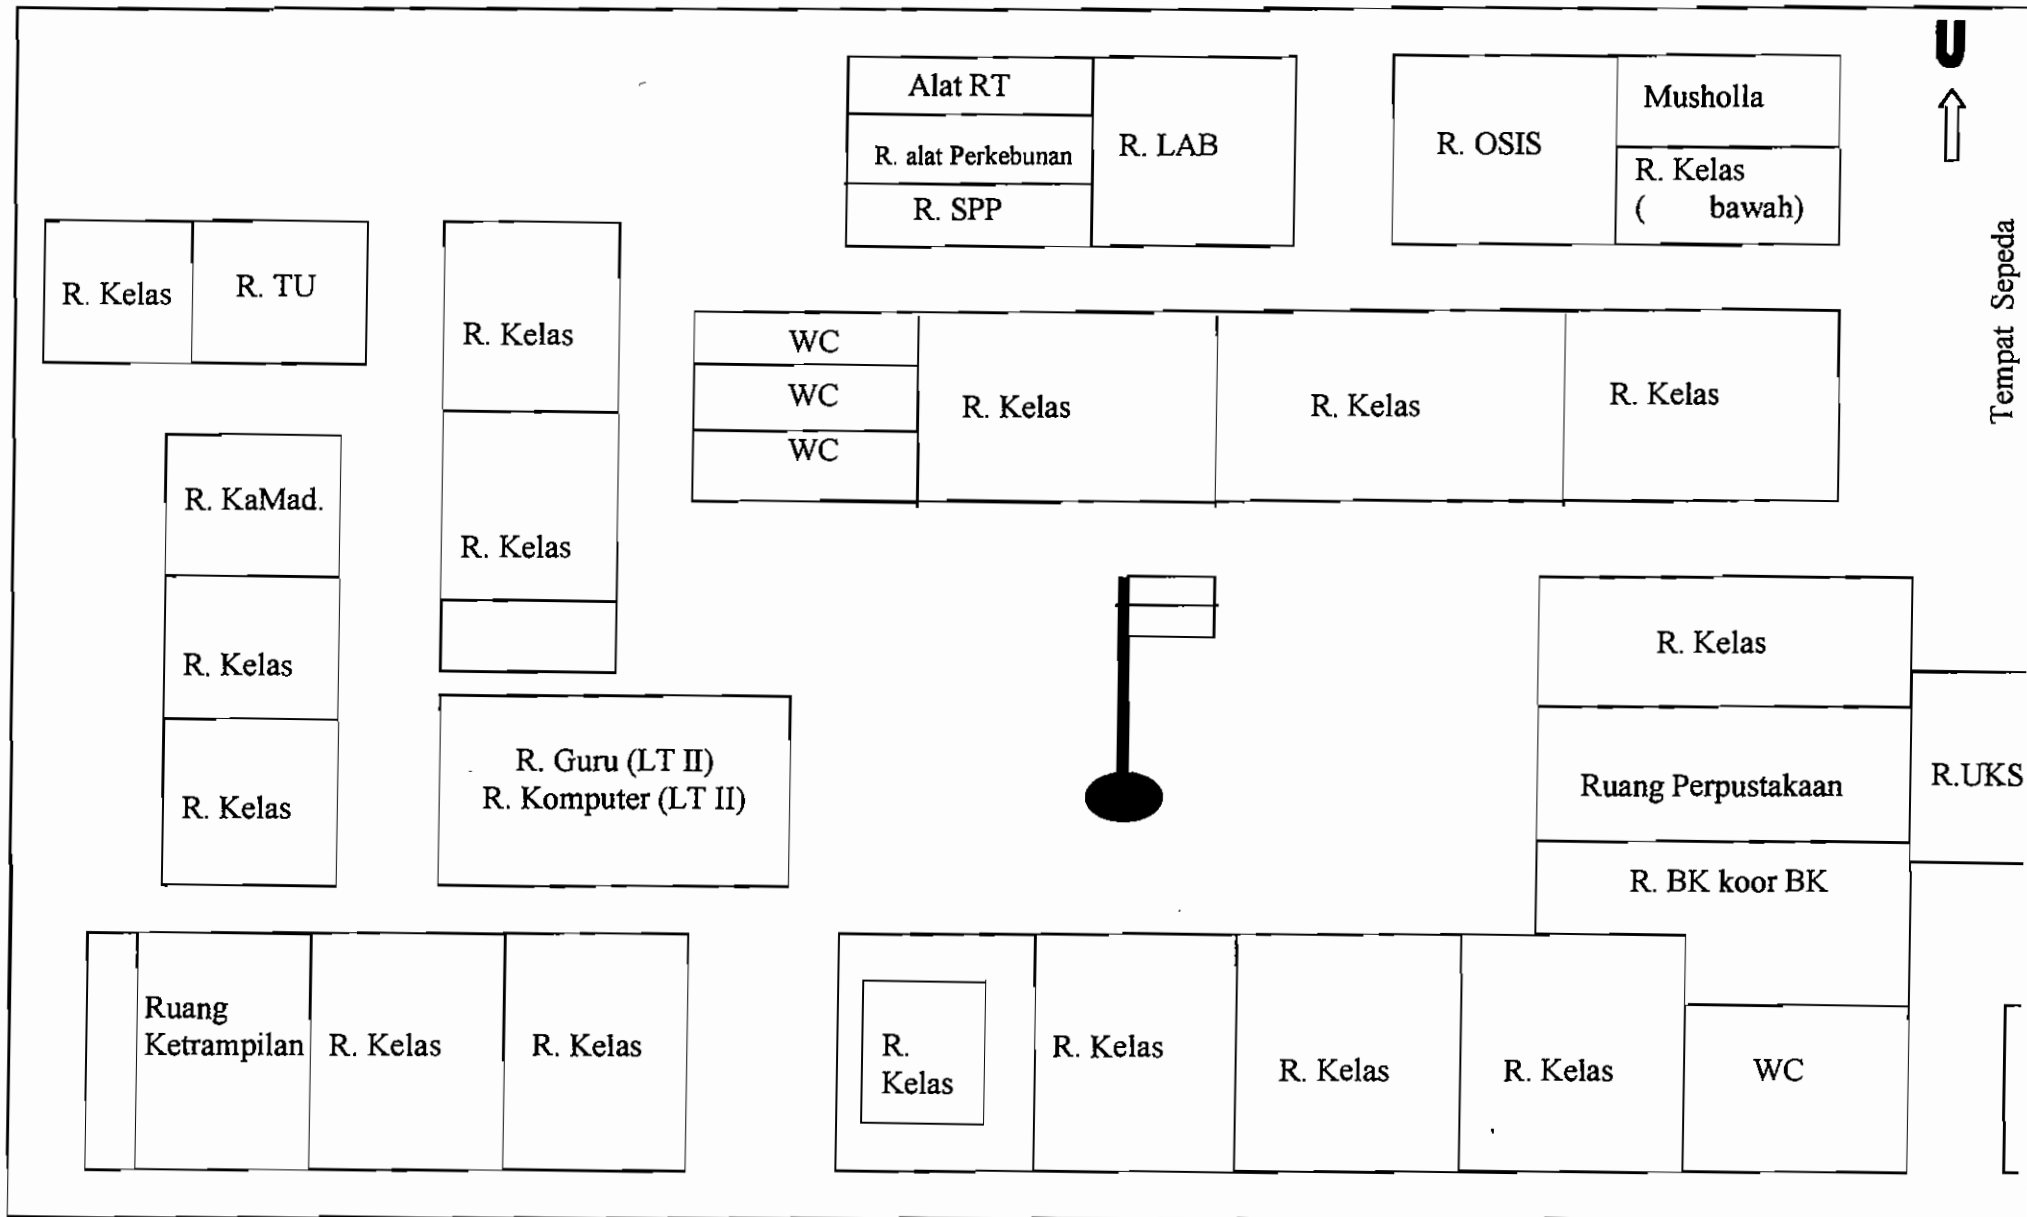 U
Alat RT
R. alat Perkebunan
R. SPP
R. LAB
R. OSIS
Musholla
R. Kelas
( bawah)
Tempat Sepeda
R. Kelas
R. TU
R. Kelas
WC
WC
WC
R. Kelas
R. Kelas
R. Kelas
R. KaMad.
R. Kelas
R. Kelas
R. Kelas
R. Kelas
R. Guru (LT II)
R. Komputer (LT II)
R. Kelas
Ruang Perpustakaan
R.UKS
R. BK koor BK
Ruang
Ketrampilan
R. Kelas
R. Kelas
R.
Kelas
R. Kelas
R. Kelas
R. Kelas
WC